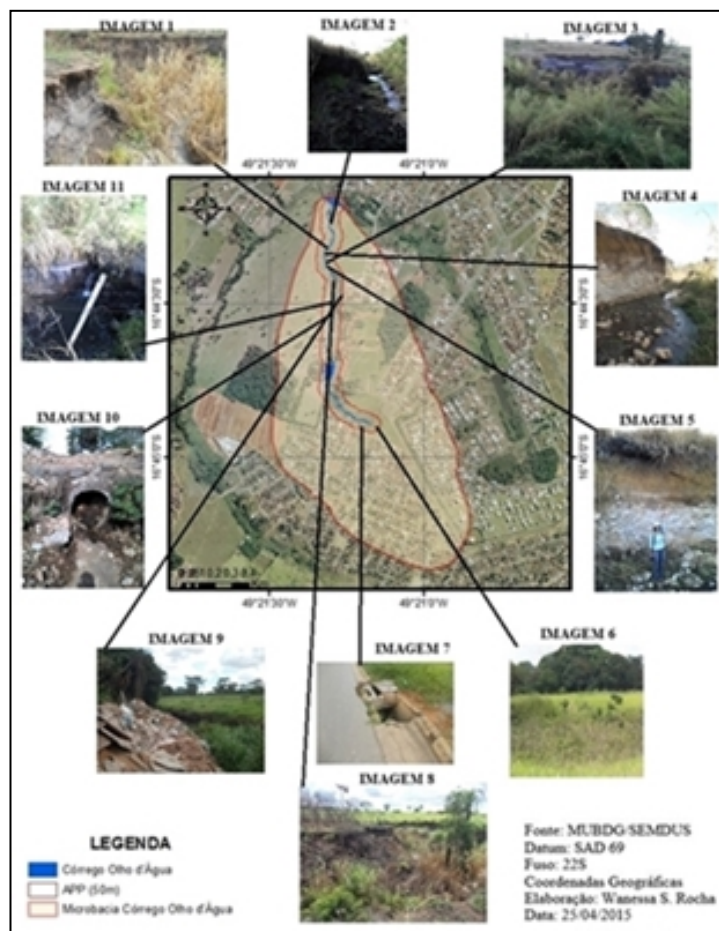 IMAGEM 1
IMAGEM 2
IMAGEM 3
IMAGEM 11
49°21'30"W
49°21'0"W
IMAGEM 4
16°44'30"S
IMAGEM 10
IMAGEM 5
16°45'0"S
49°21'30"W
49°21'0"W
IMAGEM 9
IMAGEM 7
IMAGEM 6
IMAGEM 8
LEGENDA
Córrego Olho d'Água
APP (50m)
Microbacia Córrego Olho d'Água
Fonte: MUBDG/SEMDUS
Datum: SAD 69
Fuso: 22S
Coordenadas Geográficas
Elaboração: Wanessa S. Rocha
Data: 25/04/2015